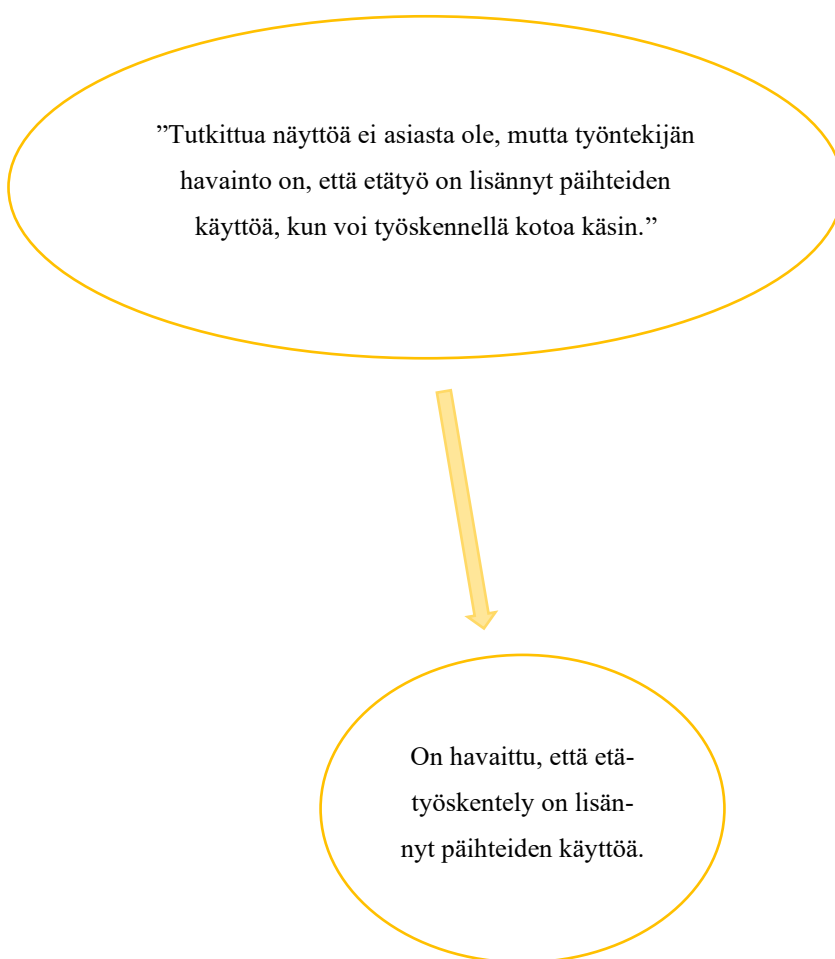 ”Tutkittua näyttöä ei asiasta ole, mutta työntekijän
havainto on, että etätyö on lisännyt päihteiden
käyttöä, kun voi työskennellä kotoa käsin.”
On havaittu, että etä-
työskentely on lisän-
nyt päihteiden käyttöä.